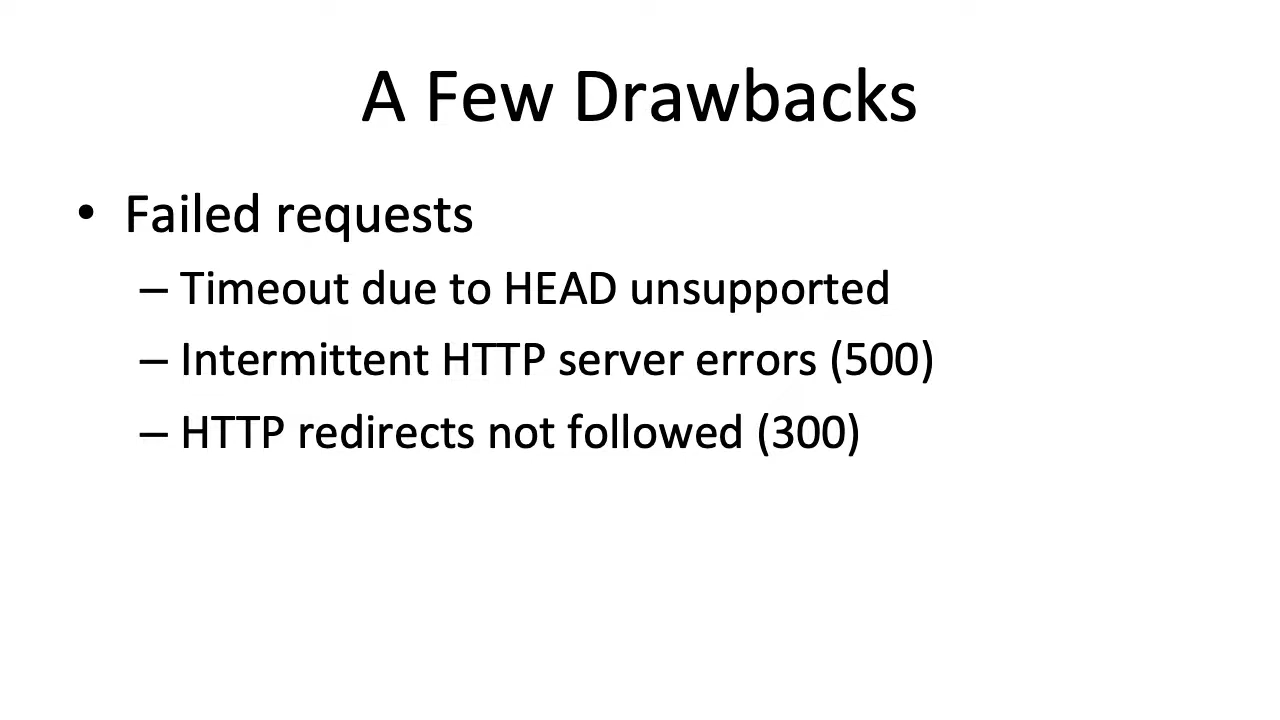 A Few Drawbacks
• Failed requests
– Timeout due to HEAD unsupported
– Intermittent HTTP server errors (500)
– HTTP redirects not followed (300)